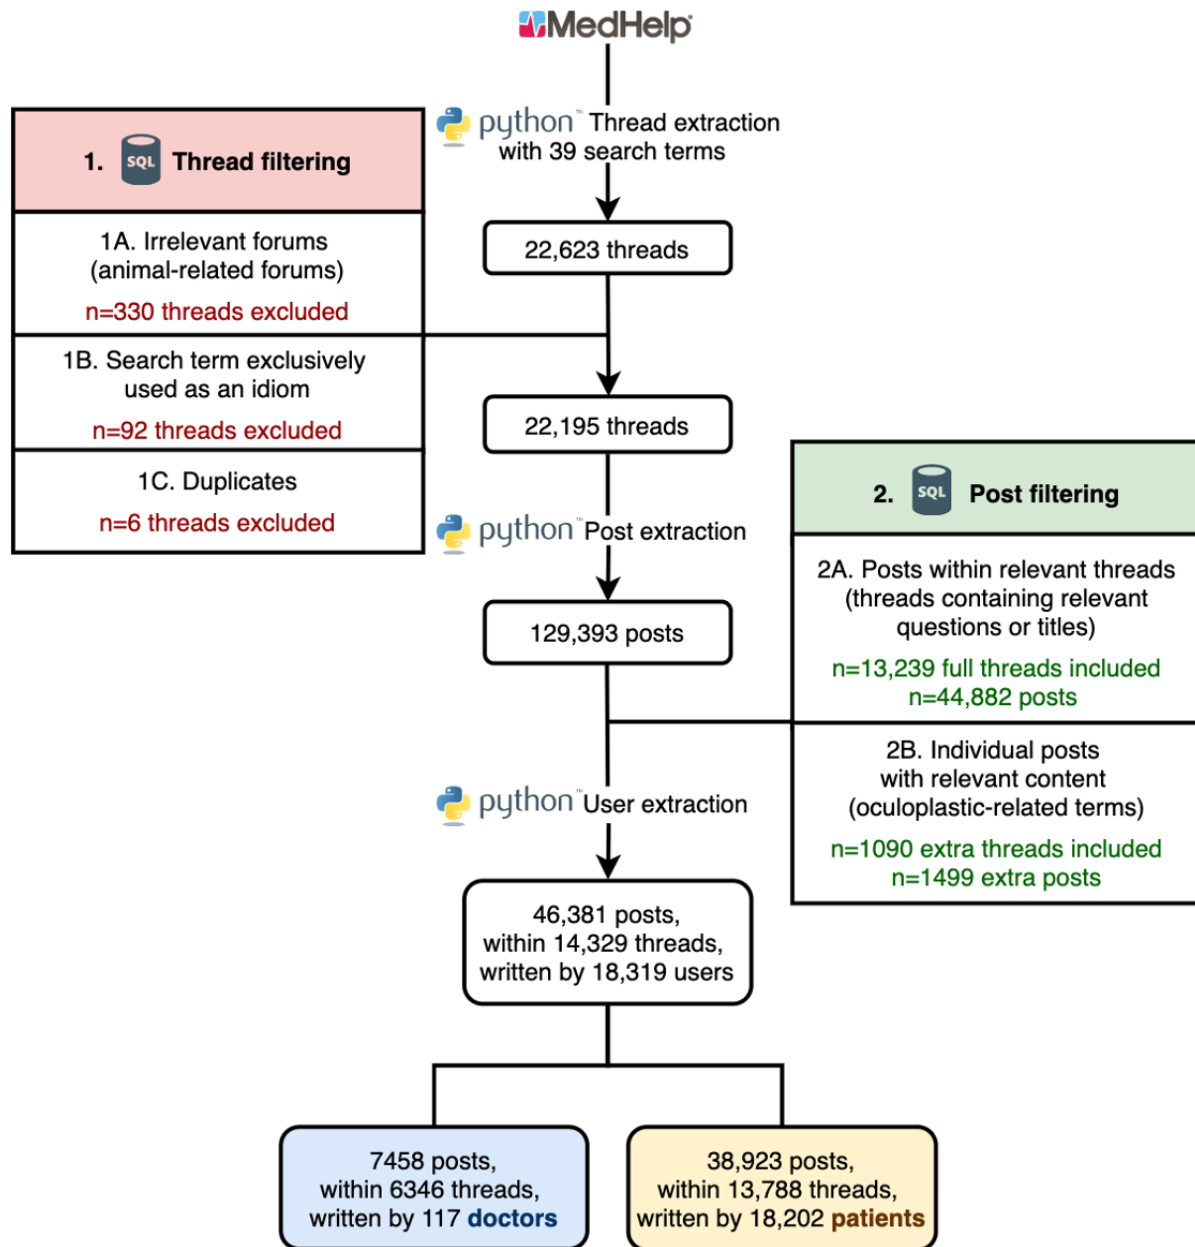 MedHelp
python™ Thread extraction
with 39 search terms
1. SQL Thread filtering
1A. Irrelevant forums
(animal-related forums)
n=330 threads excluded
1B. Search term exclusively
used as an idiom
n=92 threads excluded
1C. Duplicates
n=6 threads excluded
22,623 threads
22,195 threads
python™ Post extraction
129,393 posts
2. SQL Post filtering
2A. Posts within relevant threads
(threads containing relevant
questions or titles)
n=13,239 full threads included
n=44,882 posts
2B. Individual posts
with relevant content
(oculoplastic-related terms)
n=1090 extra threads included
n=1499 extra posts
python™ User extraction
46,381 posts,
within 14,329 threads,
written by 18,319 users
7458 posts,
within 6346 threads,
written by 117 doctors
38,923 posts,
within 13,788 threads,
written by 18,202 patients